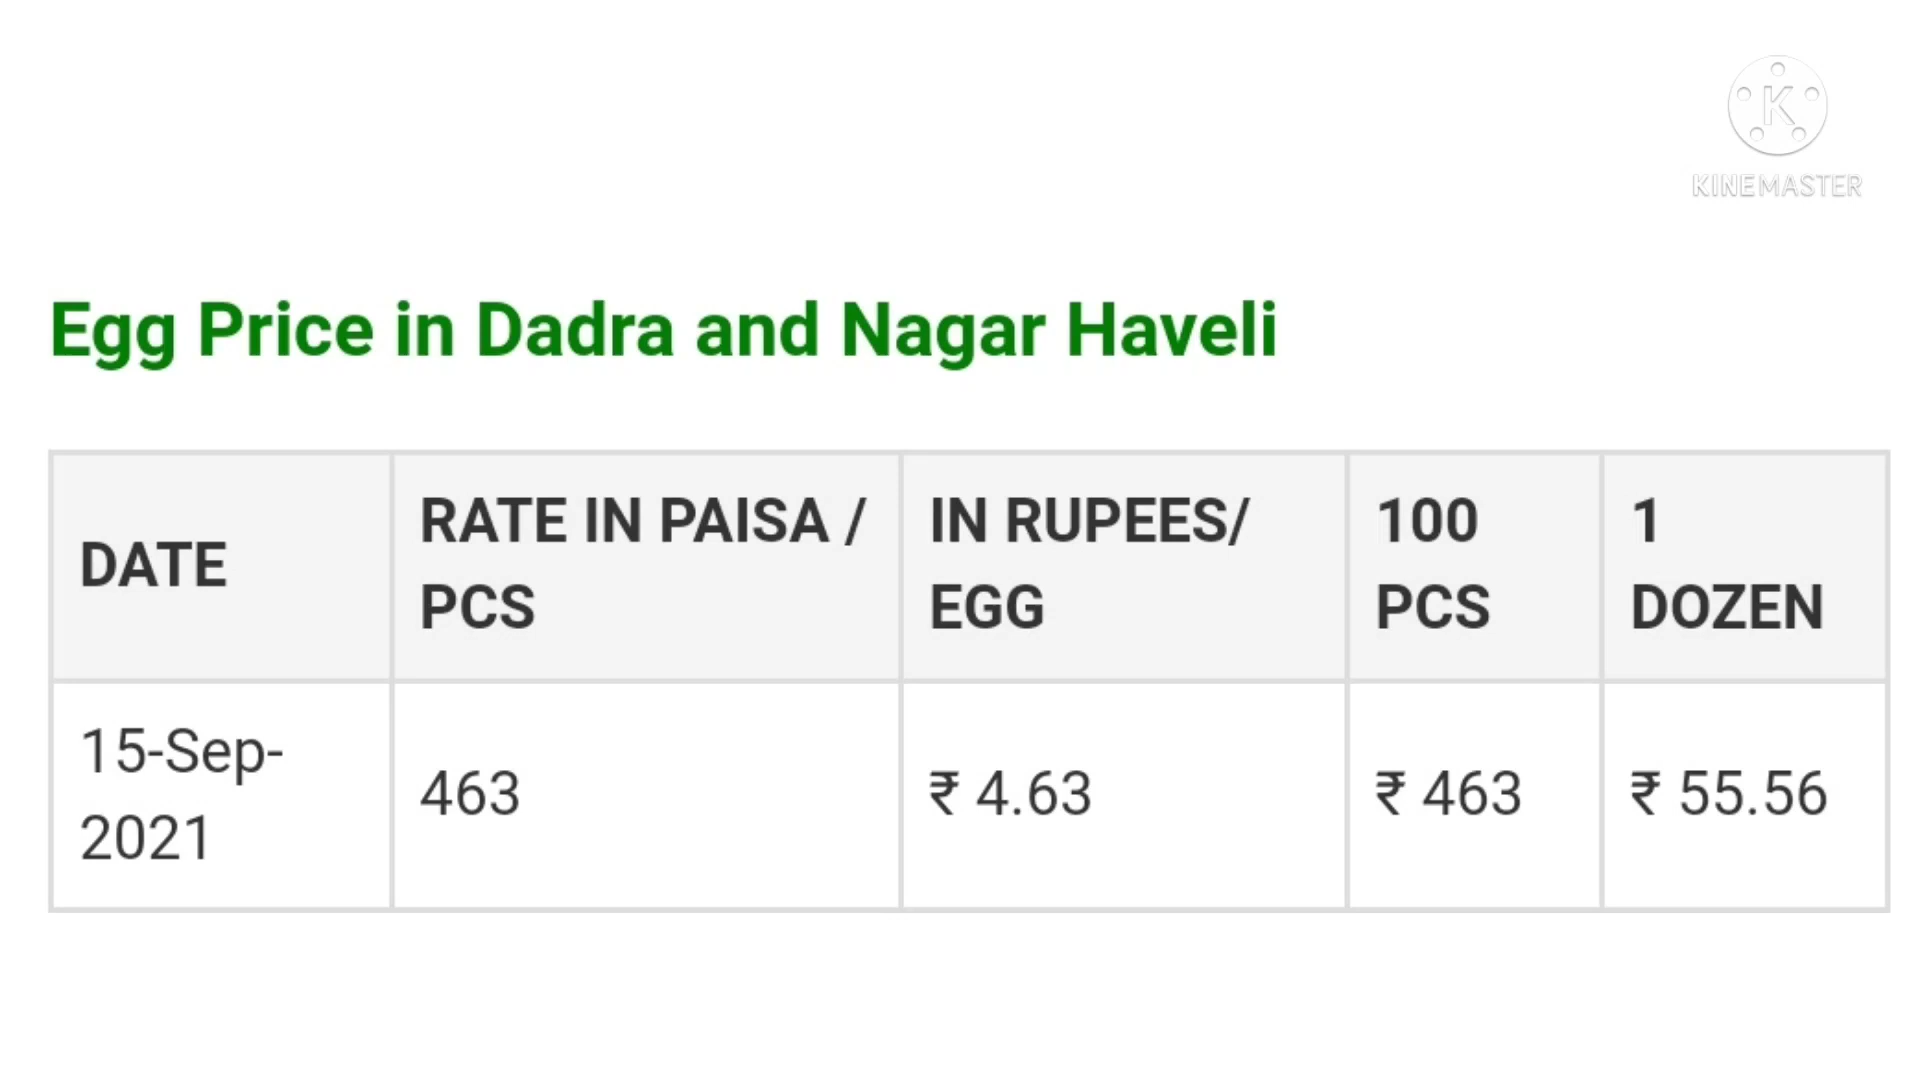 KINEMASTER
Egg Price in Dadra and Nagar Haveli
DATE
RATE IN PAISA /
PCS
IN RUPEES/
EGG
100
PCS
1
DOZEN
15-Sep-
2021
463
₹ 4.63
₹ 463
₹ 55.56